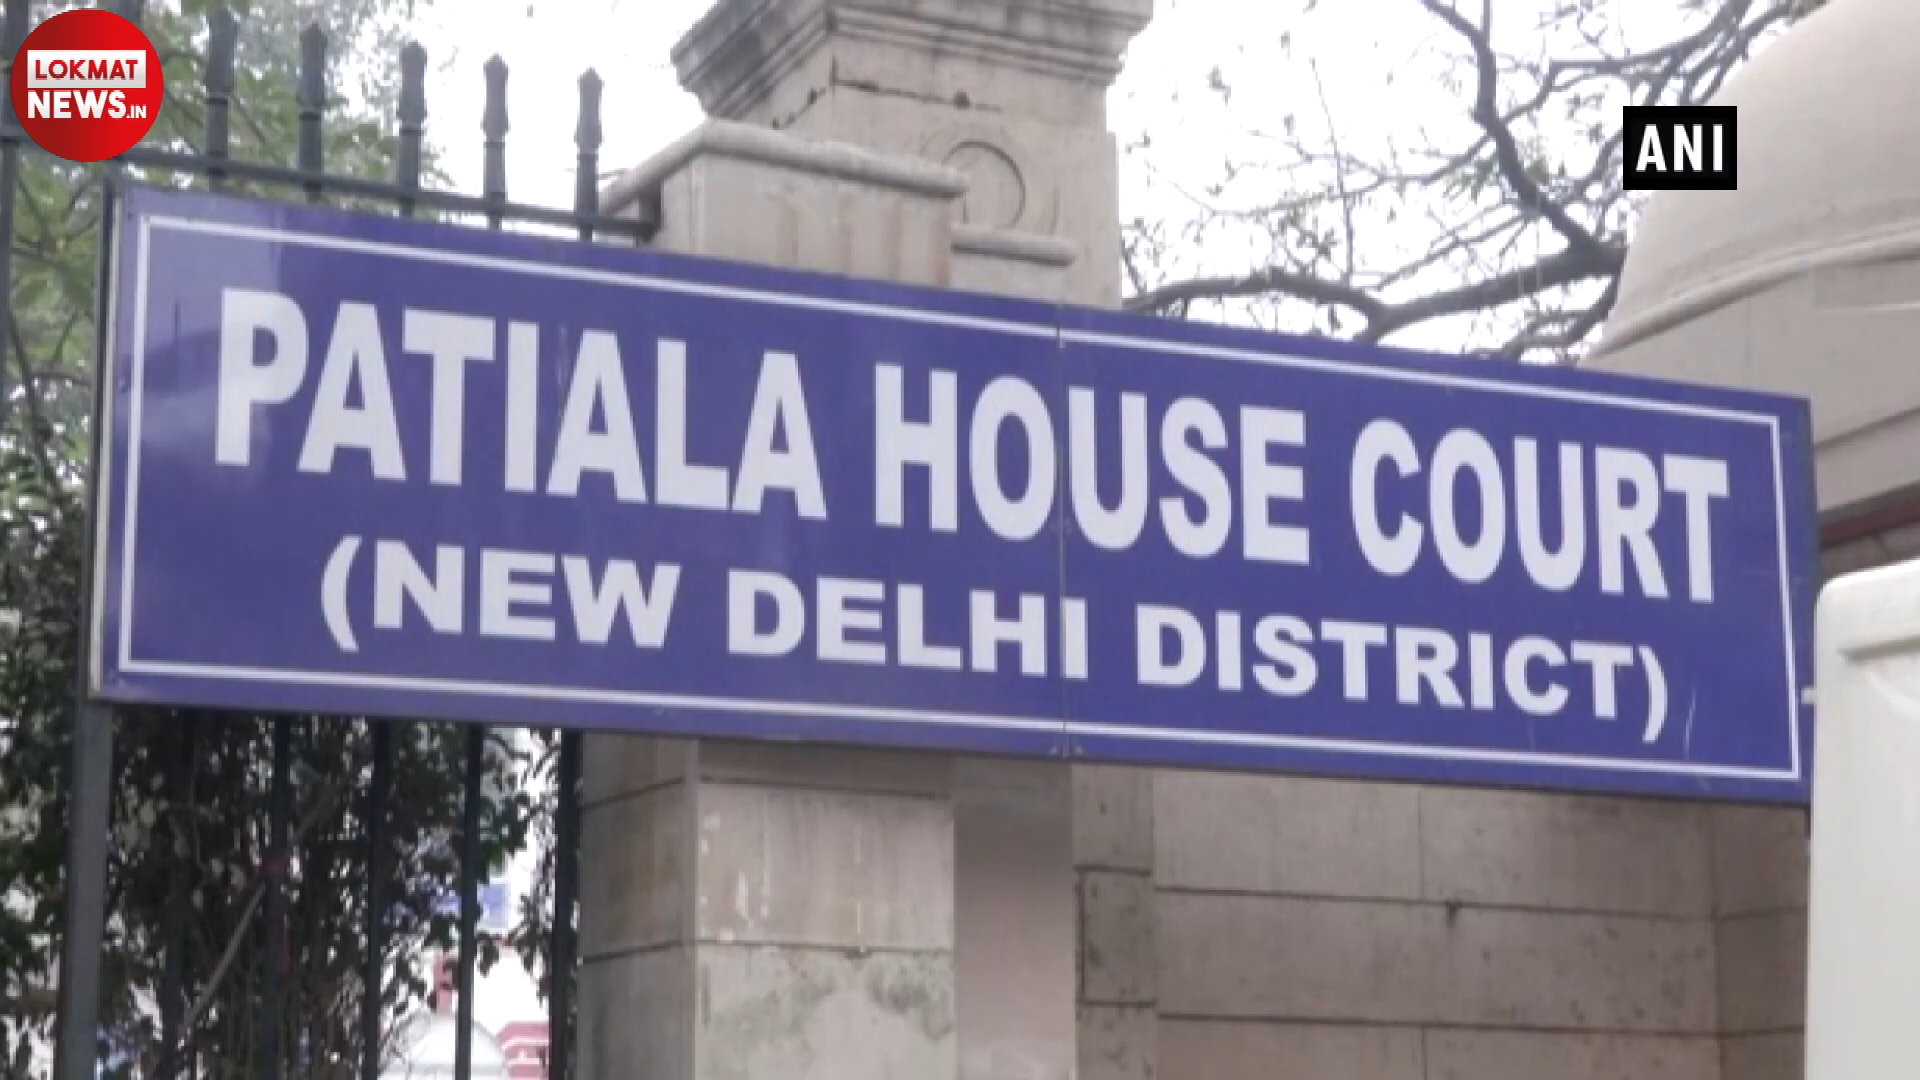 LOKMAT
NEWS.IN
ANI
PATIALA HOUSE COURT
(NEW DELHI DISTRICT)